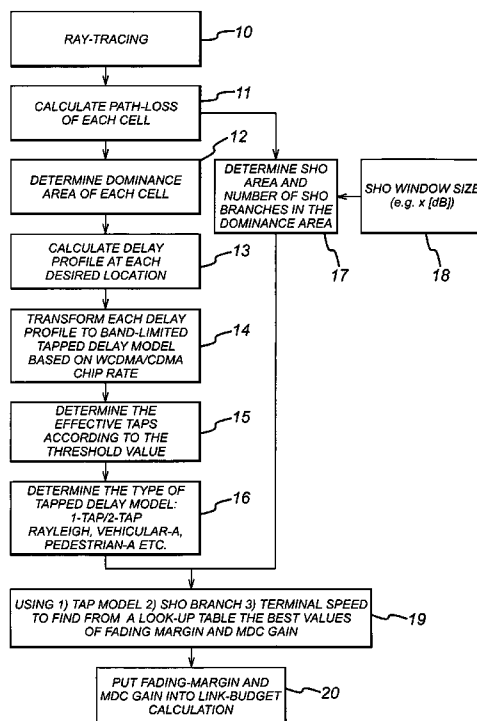 RAY-TRACING
10
CALCULATE PATH-LOSS
OF EACH CELL
11
DETERMINE DOMINANCE
AREA OF EACH CELL
12
DETERMINE SHO
AREA AND
NUMBER OF SHO
BRANCHES IN THE
DOMINANCE AREA
17
SHO WINDOW SIZE
(e.g. x [dB])
18
CALCULATE DELAY
PROFILE AT EACH
DESIRED LOCATION
13
TRANSFORM EACH DELAY
PROFILE TO BAND-LIMITED
TAPPED DELAY MODEL
BASED ON WCDMA/CDMA
CHIP RATE
14
DETERMINE THE
EFFECTIVE TAPS
ACCORDING TO THE
THRESHOLD VALUE
15
DETERMINE THE TYPE OF
TAPPED DELAY MODEL:
1-TAP/2-TAP
RAYLEIGH, VEHICULAR-A,
PEDESTRIAN-A ETC.
16
USING 1) TAP MODEL 2) SHO BRANCH 3) TERMINAL SPEED
TO FIND FROM A LOOK-UP TABLE THE BEST VALUES
OF FADING MARGIN AND MDC GAIN
19
PUT FADING-MARGIN AND
MDC GAIN INTO LINK-BUDGET
CALCULATION
20